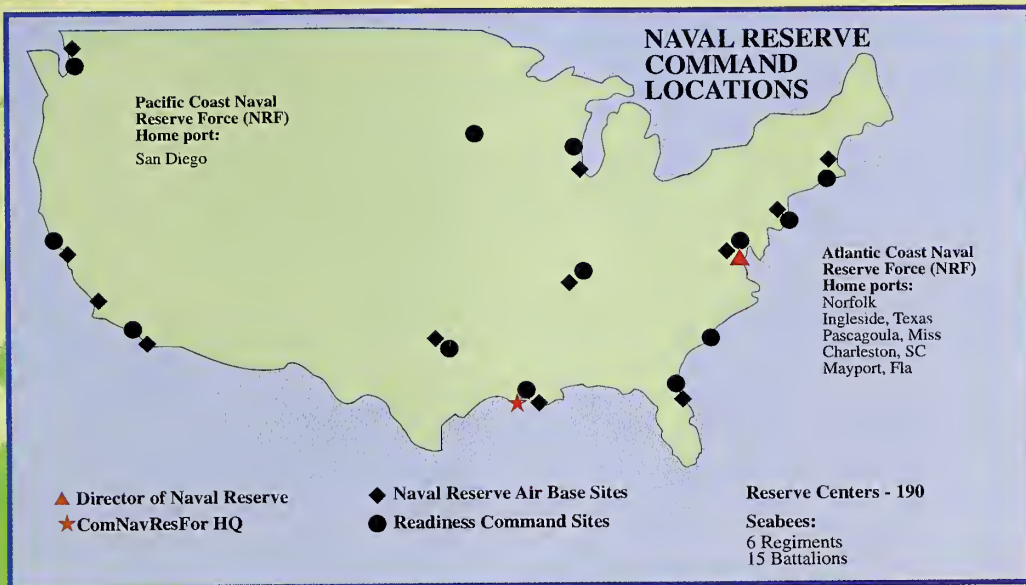 NAVAL RESERVE
COMMAND
LOCATIONS
Pacific Coast Naval
Reserve Force (NRF)
Home port:
San Diego
Atlantic Coast Naval
Reserve Force (NRF)
Home ports:
Norfolk
Ingleside, Texas
Pascagoula, Miss
Charleston, SC
Mayport, Fla
Director of Naval Reserve
ComNavResFor HQ
Naval Reserve Air Base Sites
Readiness Command Sites
Reserve Centers - 190
Seabees:
6 Regiments
15 Battalions